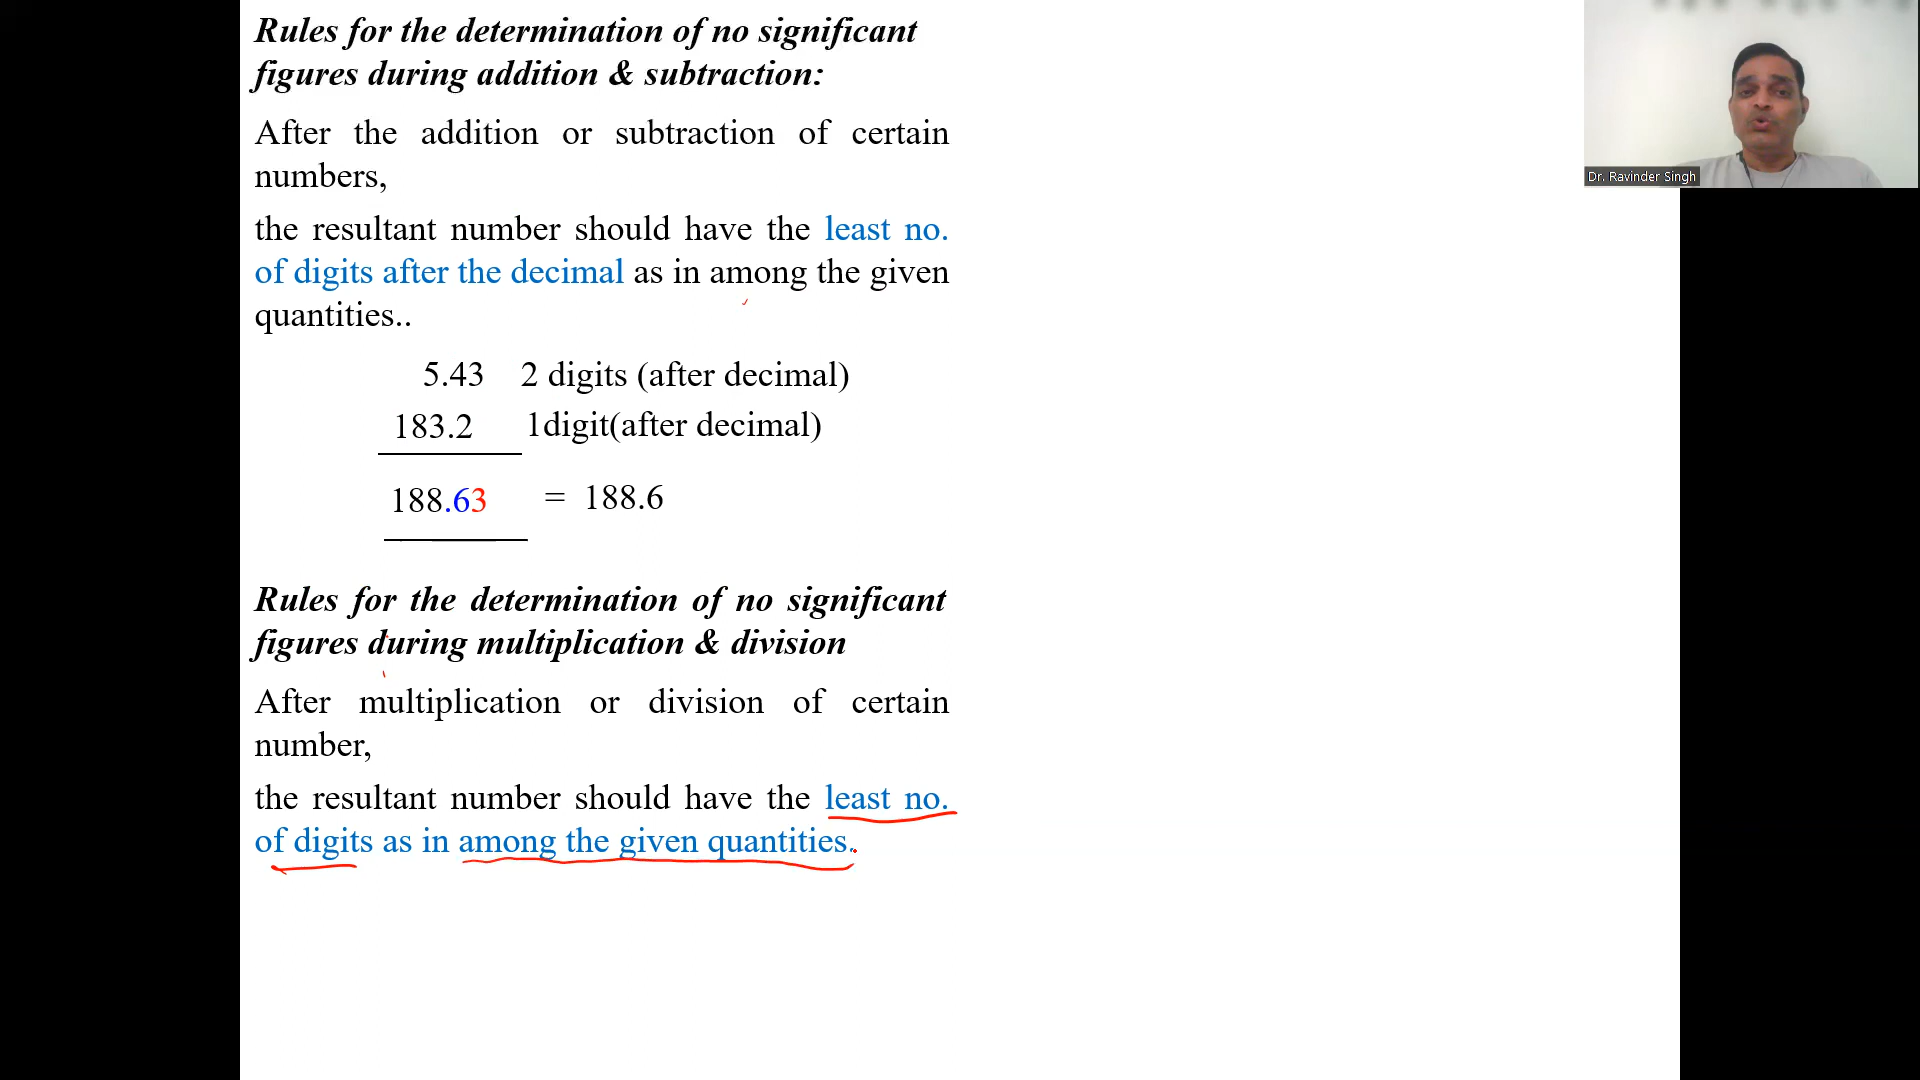 Rules for the determination of no significant
figures during addition & subtraction:
After the addition or subtraction of certain
numbers,
the resultant number should have the least no.
of digits after the decimal as in among the given
quantities..
5.43 2 digits (after decimal)
183.2 1digit(after decimal)
188.63 = 188.6
Rules for the determination of no significant
figures during multiplication & division
After multiplication or division of certain
number,
the resultant number should have the least no.
of digits as in among the given quantities.
Dr. Ravinder Singh